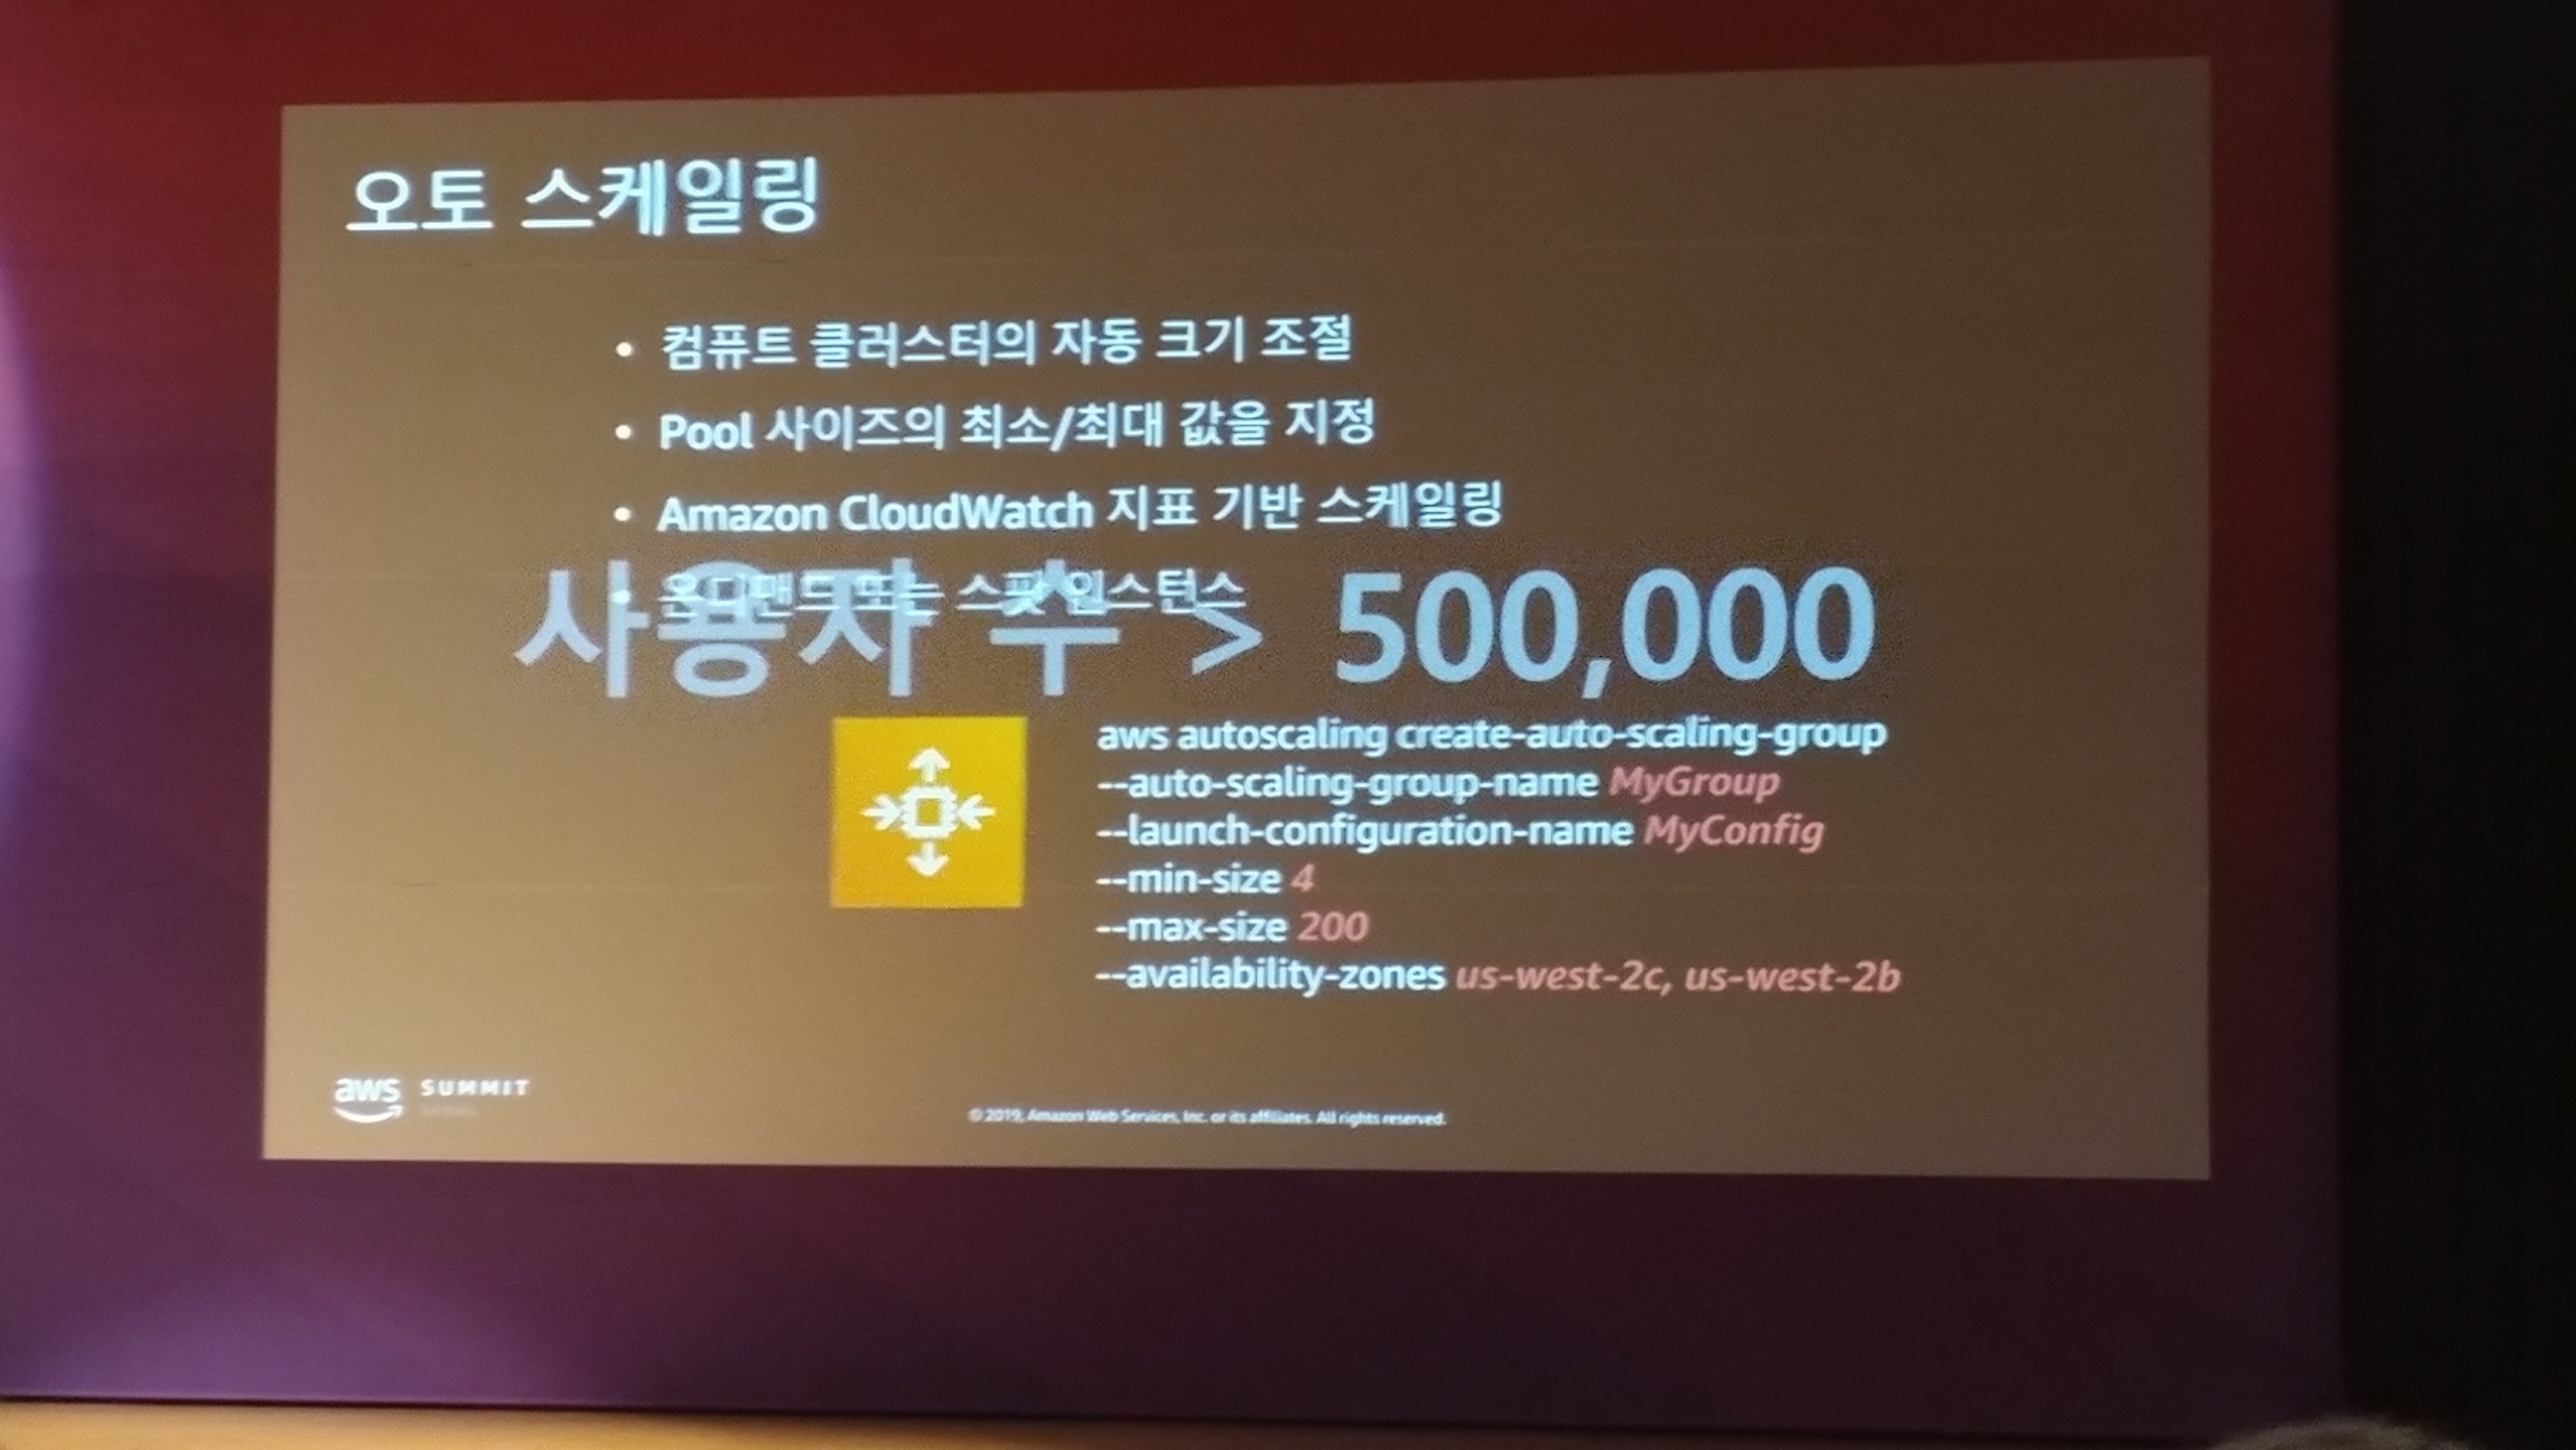 오토 스케일링
• 컴퓨트 클러스터의 자동 크기 조절
• Pool 사이즈의 최소/최대 값을 지정
• Amazon CloudWatch 지표 기반 스케일링
• 온디맨드 또는 스팟 인스턴스
사용자 수 > 500,000
aws autoscaling create-auto-scaling-group
--auto-scaling-group-name MyGroup
--launch-configuration-name MyConfig
--min-size 4
--max-size 200
--availability-zones us-west-2c, us-west-2b
aws SUMMIT
© 2019, Amazon Web Services, Inc. or its affiliates. All rights reserved.